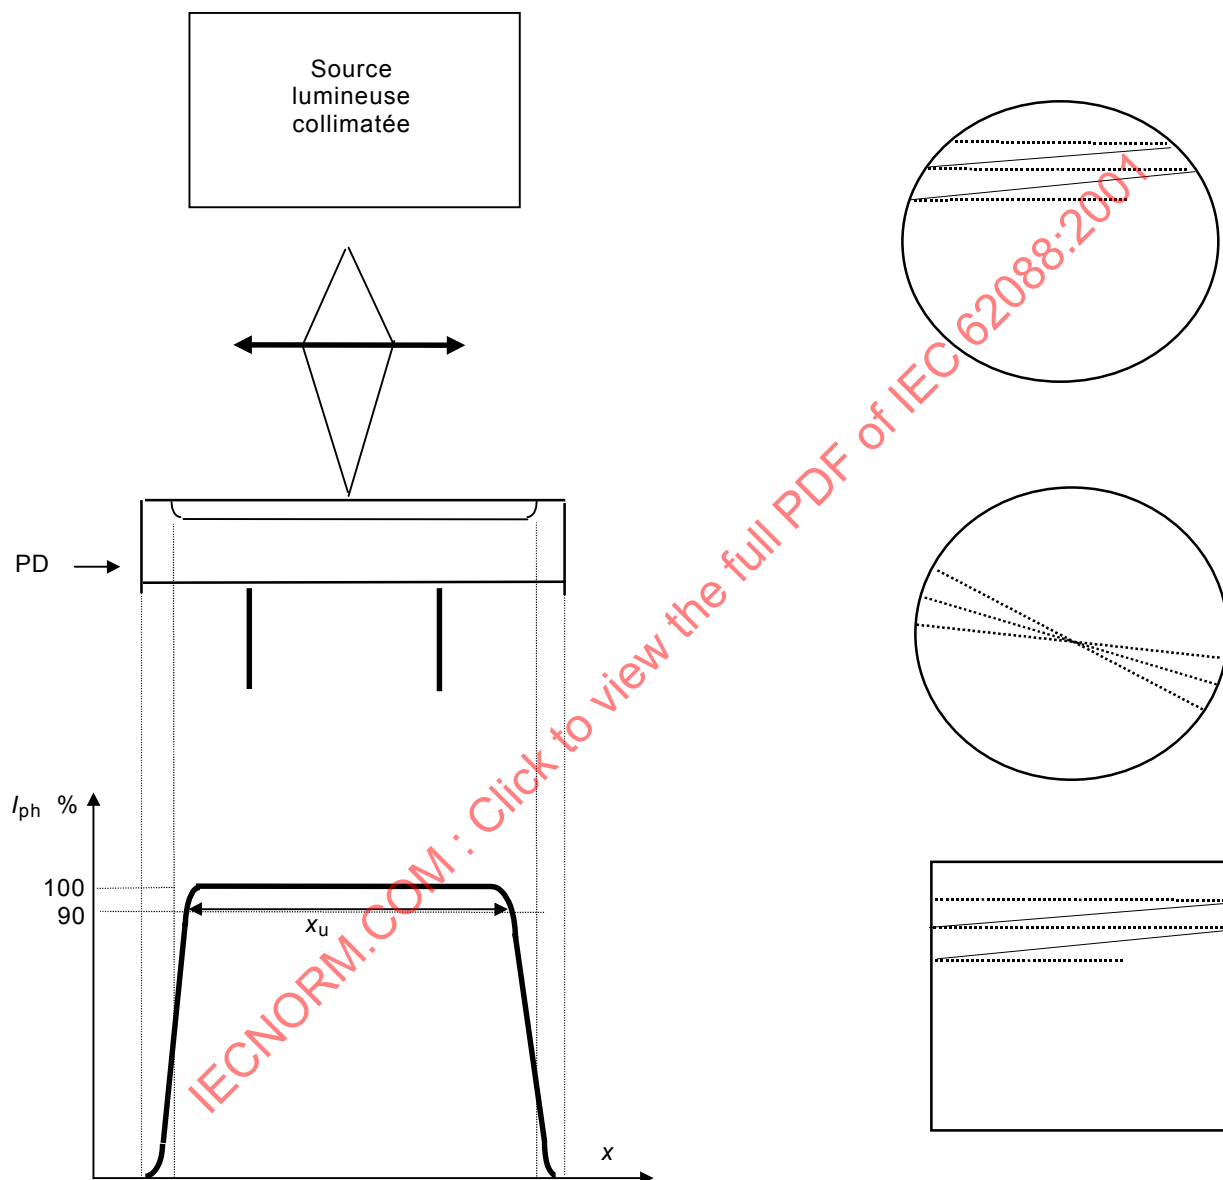 Source
lumineuse
collimatée
PD
Iph %
100
90
xu
x
IECNORM.COM : Click to view the full PDF of IEC 62088:2001